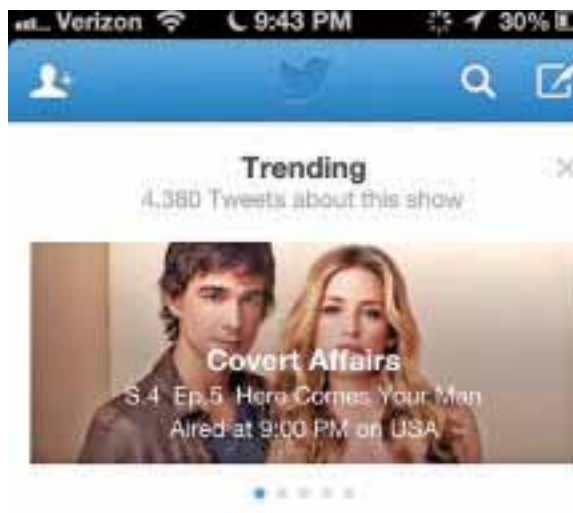 Verizon 9:43 PM 30%
Trending
4,380 Tweets about this show
Covert Affairs
S.4 Ep.5 Here Comes Your Man
Aired at 9:00 PM on USA